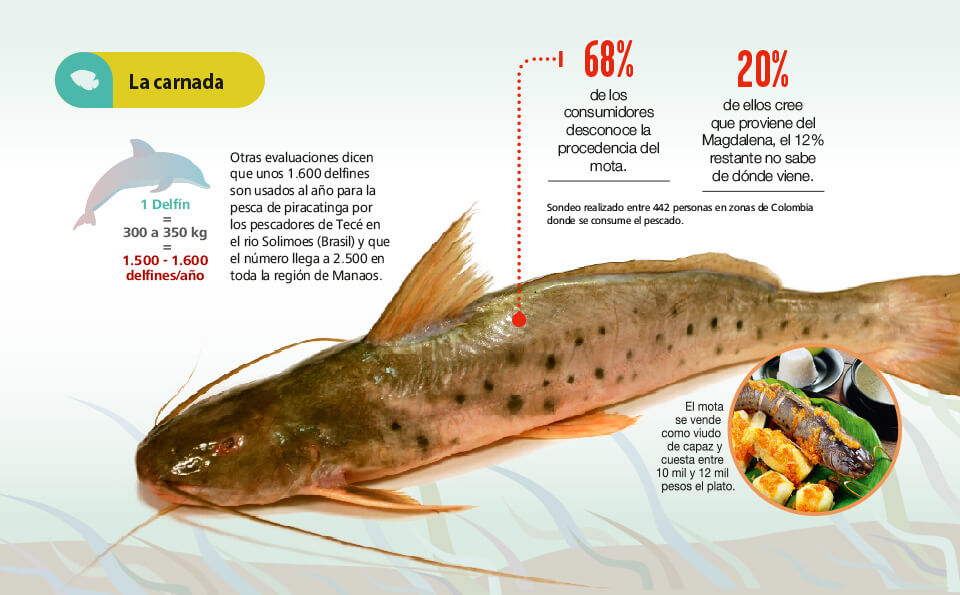 La carnada
1 Delfín
=
300 a 350 kg
=
1.500 - 1.600
delfines/año
Otras evaluaciones dicen
que unos 1.600 delfines
son usados al año para la
pesca de piracatinga por
los pescadores de Tecé en
el rio Solimoes (Brasil) y que
el número llega a 2.500 en
toda la región de Manaos.
68%
de los
consumidores
desconoce la
procedencia del
mota.
20%
de ellos cree
que proviene del
Magdalena, el 12%
restante no sabe
de dónde viene.
Sondeo realizado entre 442 personas en zonas de Colombia
donde se consume el pescado.
El mota
se vende
como viudo
de capaz y
cuesta entre
10 mil y 12 mil
pesos el plato.